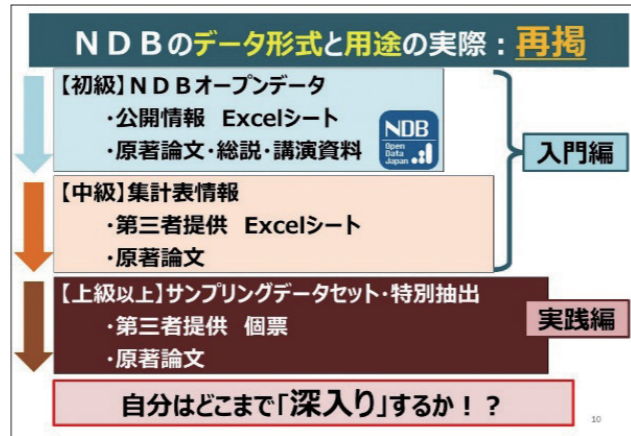 NDBのデータ形式と用途の実際：再掲
【初級】NDBオープンデータ
・公開情報 Excelシート
・原著論文・総説・講演資料
NDB
Open
Data
Japan
入門編
【中級】集計表情報
・第三者提供 Excelシート
・原著論文
【上級以上】サンプリングデータセット・特別抽出
・第三者提供 個票
・原著論文
実践編
自分はどこまで「深入り」するか！？
10